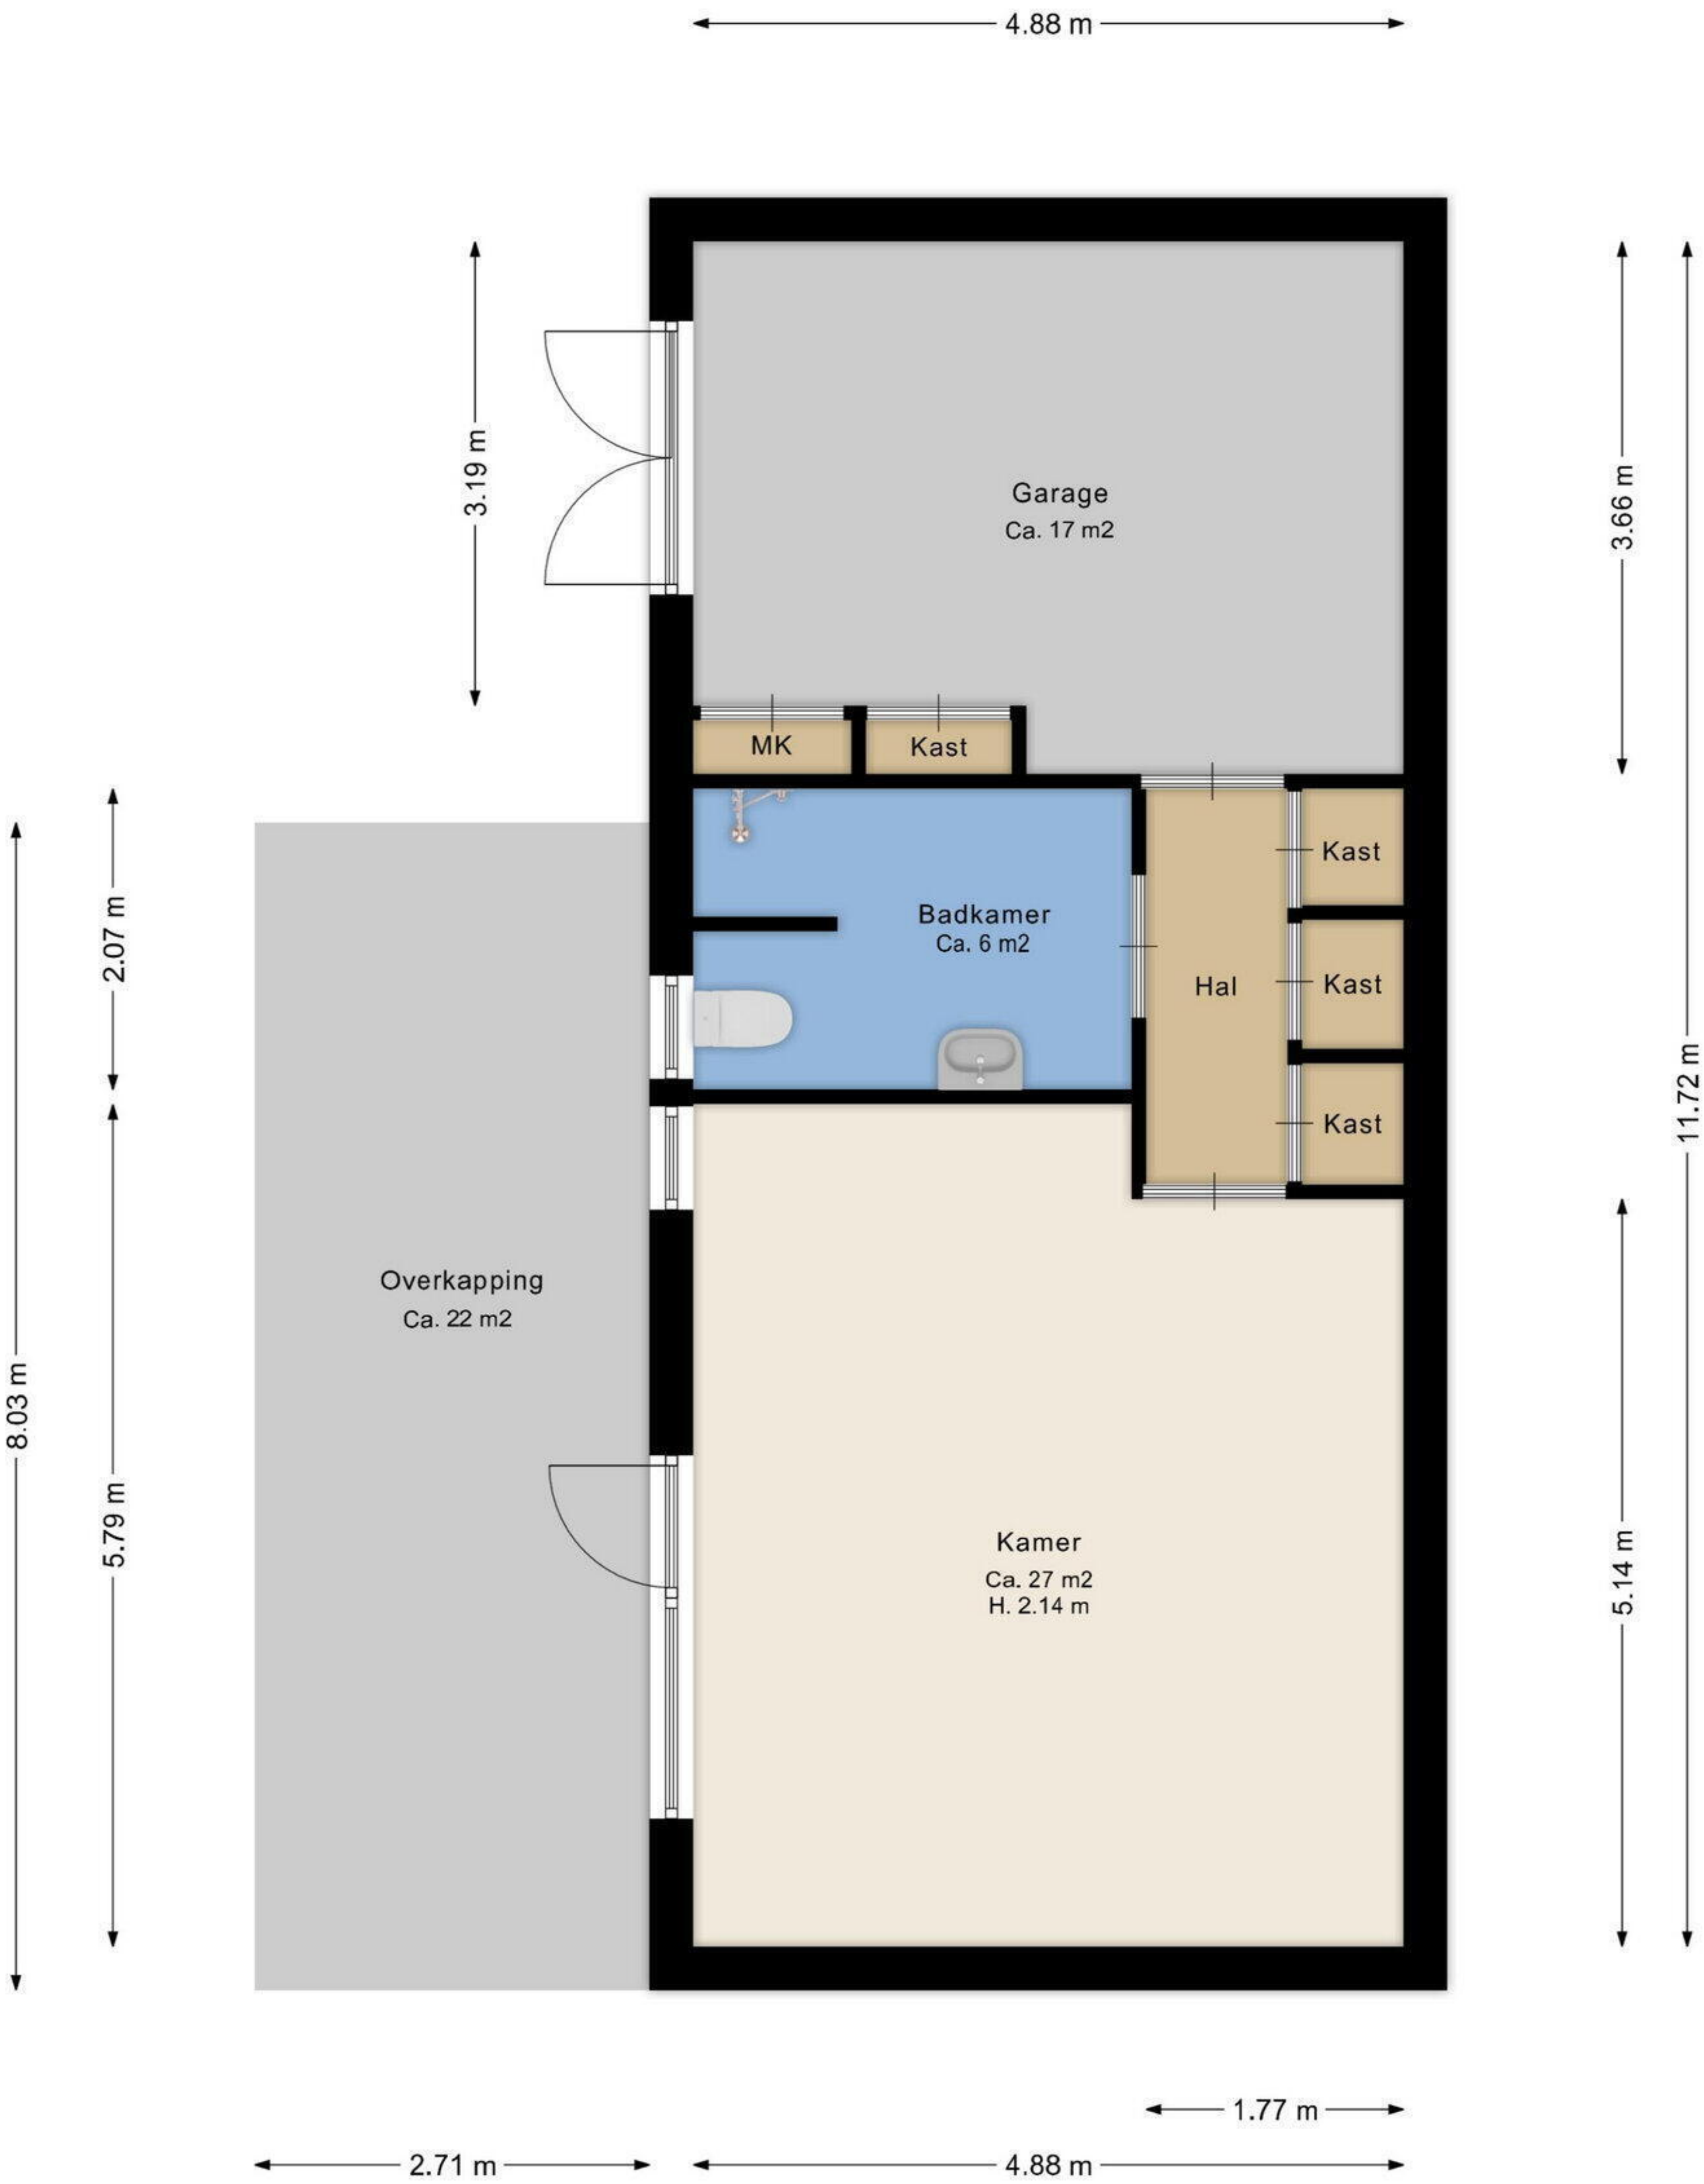 4.88 m
3.19 m
Garage
Ca. 17 m2
3.66 m
MK
Kast
Kast
2.07 m
Badkamer
Ca. 6 m2
Hal
Kast
11.72 m
Kast
Overkapping
Ca. 22 m2
8.03 m
5.79 m
Kamer
Ca. 27 m2
H. 2.14 m
5.14 m
1.77 m
2.71 m
4.88 m